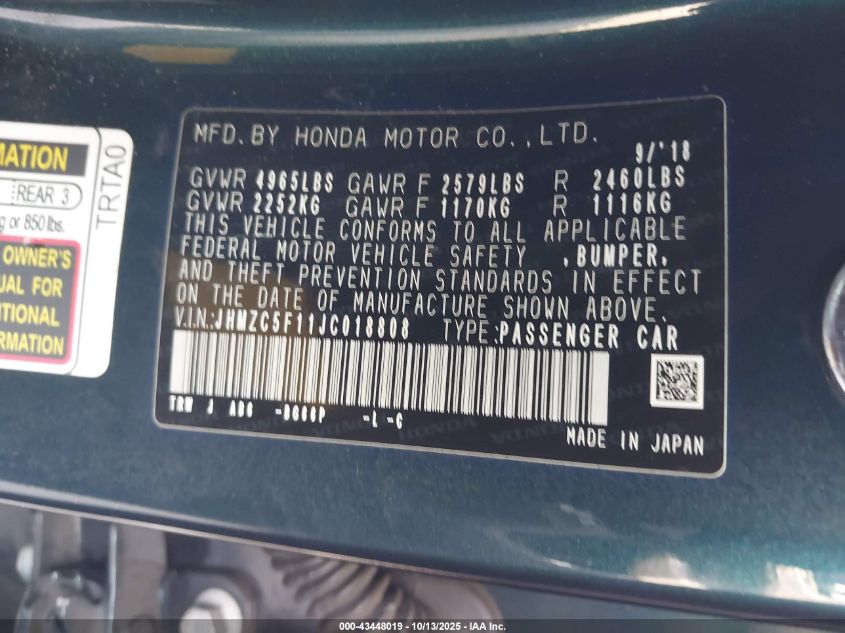 MATION
REAR 3
g or 850 lbs.
TRTA0
OWNER'S
UAL FOR
ITIONAL
RMATION
MFD. BY HONDA MOTOR CO., LTD.
9/'18
GVWR 4965LBS GAWR F 2579LBS R 2460LBS
GVWR 2252KG GAWR F 1170KG R 1116KG
THIS VEHICLE CONFORMS TO ALL APPLICABLE
FEDERAL MOTOR VEHICLE SAFETY ,BUMPER,
AND THEFT PREVENTION STANDARDS IN EFFECT
ON THE DATE OF MANUFACTURE SHOWN ABOVE.
V.IN:JHMZC5F11JC018808 TYPE:PASSENGER CAR
TRW J -L -G
MADE IN JAPAN
000-43448019 - 10/13/2025 - IAA Inc.